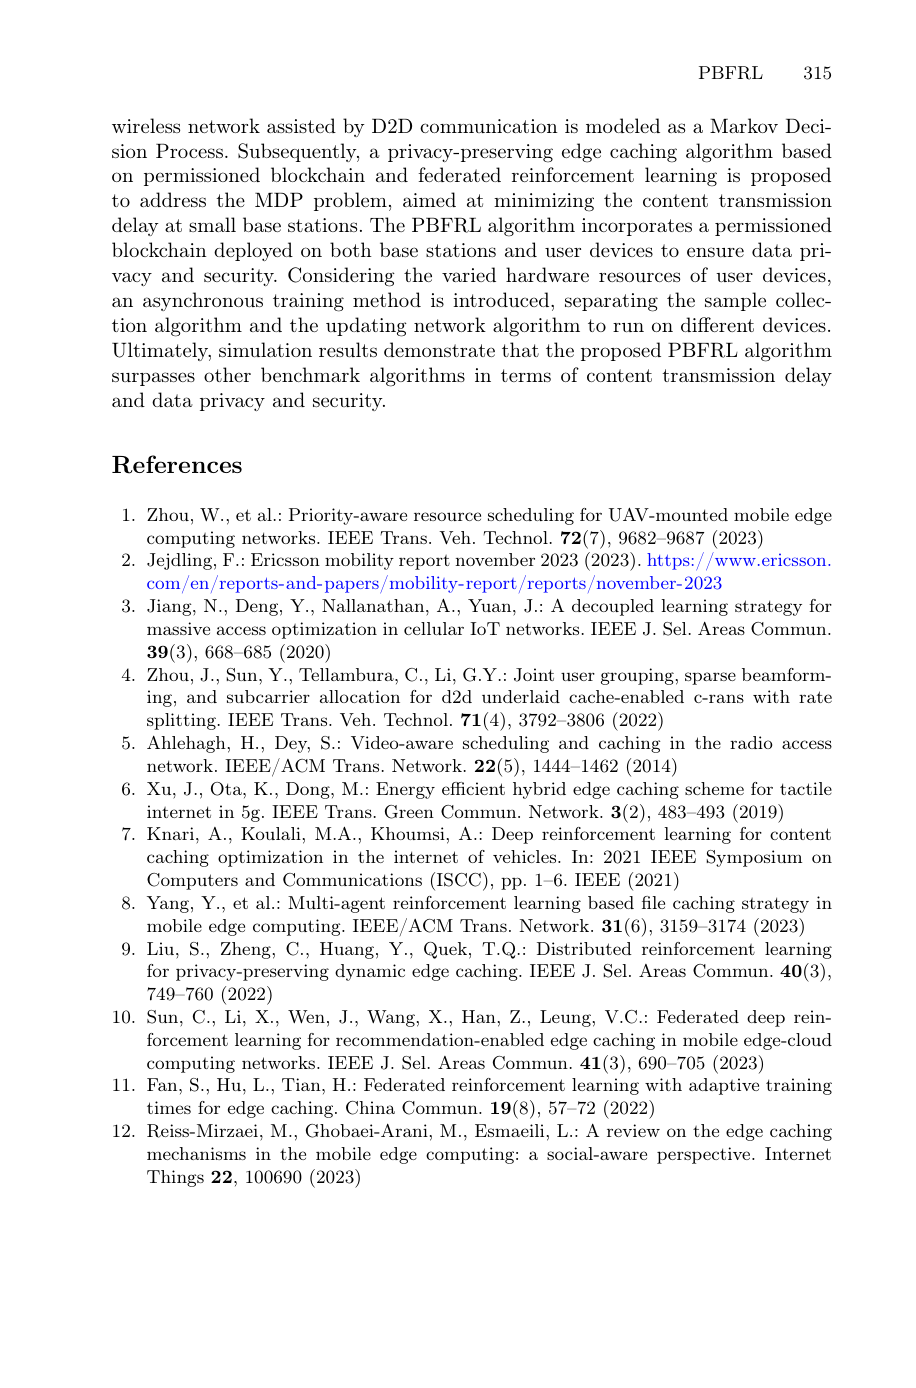 PBFRL 315
wireless network assisted by D2D communication is modeled as a Markov Deci-
sion Process. Subsequently, a privacy-preserving edge caching algorithm based
on permissioned blockchain and federated reinforcement learning is proposed
to address the MDP problem, aimed at minimizing the content transmission
delay at small base stations. The PBFRL algorithm incorporates a permissioned
blockchain deployed on both base stations and user devices to ensure data pri-
vacy and security. Considering the varied hardware resources of user devices,
an asynchronous training method is introduced, separating the sample collec-
tion algorithm and the updating network algorithm to run on different devices.
Ultimately, simulation results demonstrate that the proposed PBFRL algorithm
surpasses other benchmark algorithms in terms of content transmission delay
and data privacy and security.
References
1. Zhou, W., et al.: Priority-aware resource scheduling for UAV-mounted mobile edge
computing networks. IEEE Trans. Veh. Technol. 72(7), 9682–9687 (2023)
2. Jejdling, F.: Ericsson mobility report november 2023 (2023). https://www.ericsson.
com/en/reports-and-papers/mobility-report/reports/november-2023
3. Jiang, N., Deng, Y., Nallanathan, A., Yuan, J.: A decoupled learning strategy for
massive access optimization in cellular IoT networks. IEEE J. Sel. Areas Commun.
39(3), 668–685 (2020)
4. Zhou, J., Sun, Y., Tellambura, C., Li, G.Y.: Joint user grouping, sparse beamform-
ing, and subcarrier allocation for d2d underlaid cache-enabled c-rans with rate
splitting. IEEE Trans. Veh. Technol. 71(4), 3792–3806 (2022)
5. Ahlehagh, H., Dey, S.: Video-aware scheduling and caching in the radio access
network. IEEE/ACM Trans. Network. 22(5), 1444–1462 (2014)
6. Xu, J., Ota, K., Dong, M.: Energy efficient hybrid edge caching scheme for tactile
internet in 5g. IEEE Trans. Green Commun. Network. 3(2), 483–493 (2019)
7. Knari, A., Koulali, M.A., Khoumsi, A.: Deep reinforcement learning for content
caching optimization in the internet of vehicles. In: 2021 IEEE Symposium on
Computers and Communications (ISCC), pp. 1–6. IEEE (2021)
8. Yang, Y., et al.: Multi-agent reinforcement learning based file caching strategy in
mobile edge computing. IEEE/ACM Trans. Network. 31(6), 3159–3174 (2023)
9. Liu, S., Zheng, C., Huang, Y., Quek, T.Q.: Distributed reinforcement learning
for privacy-preserving dynamic edge caching. IEEE J. Sel. Areas Commun. 40(3),
749–760 (2022)
10. Sun, C., Li, X., Wen, J., Wang, X., Han, Z., Leung, V.C.: Federated deep rein-
forcement learning for recommendation-enabled edge caching in mobile edge-cloud
computing networks. IEEE J. Sel. Areas Commun. 41(3), 690–705 (2023)
11. Fan, S., Hu, L., Tian, H.: Federated reinforcement learning with adaptive training
times for edge caching. China Commun. 19(8), 57–72 (2022)
12. Reiss-Mirzaei, M., Ghobaei-Arani, M., Esmaeili, L.: A review on the edge caching
mechanisms in the mobile edge computing: a social-aware perspective. Internet
Things 22, 100690 (2023)